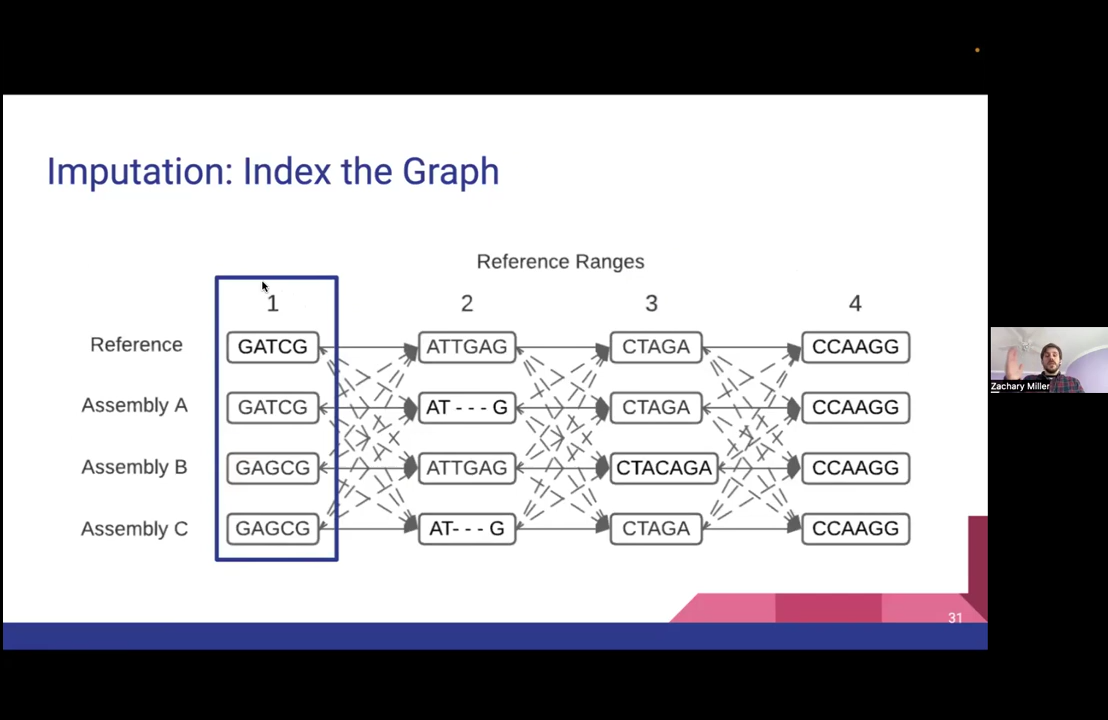 Imputation: Index the Graph
Reference Ranges
1 2 3 4
Reference GATCG ATTGAG CTAGA CCAAGG
Assembly A GATCG AT - - - G CTAGA CCAAGG
Assembly B GAGCG ATTGAG CTACAGA CCAAGG
Assembly C GAGCG AT- - - G CTAGA CCAAGG
31
Zachary Miller